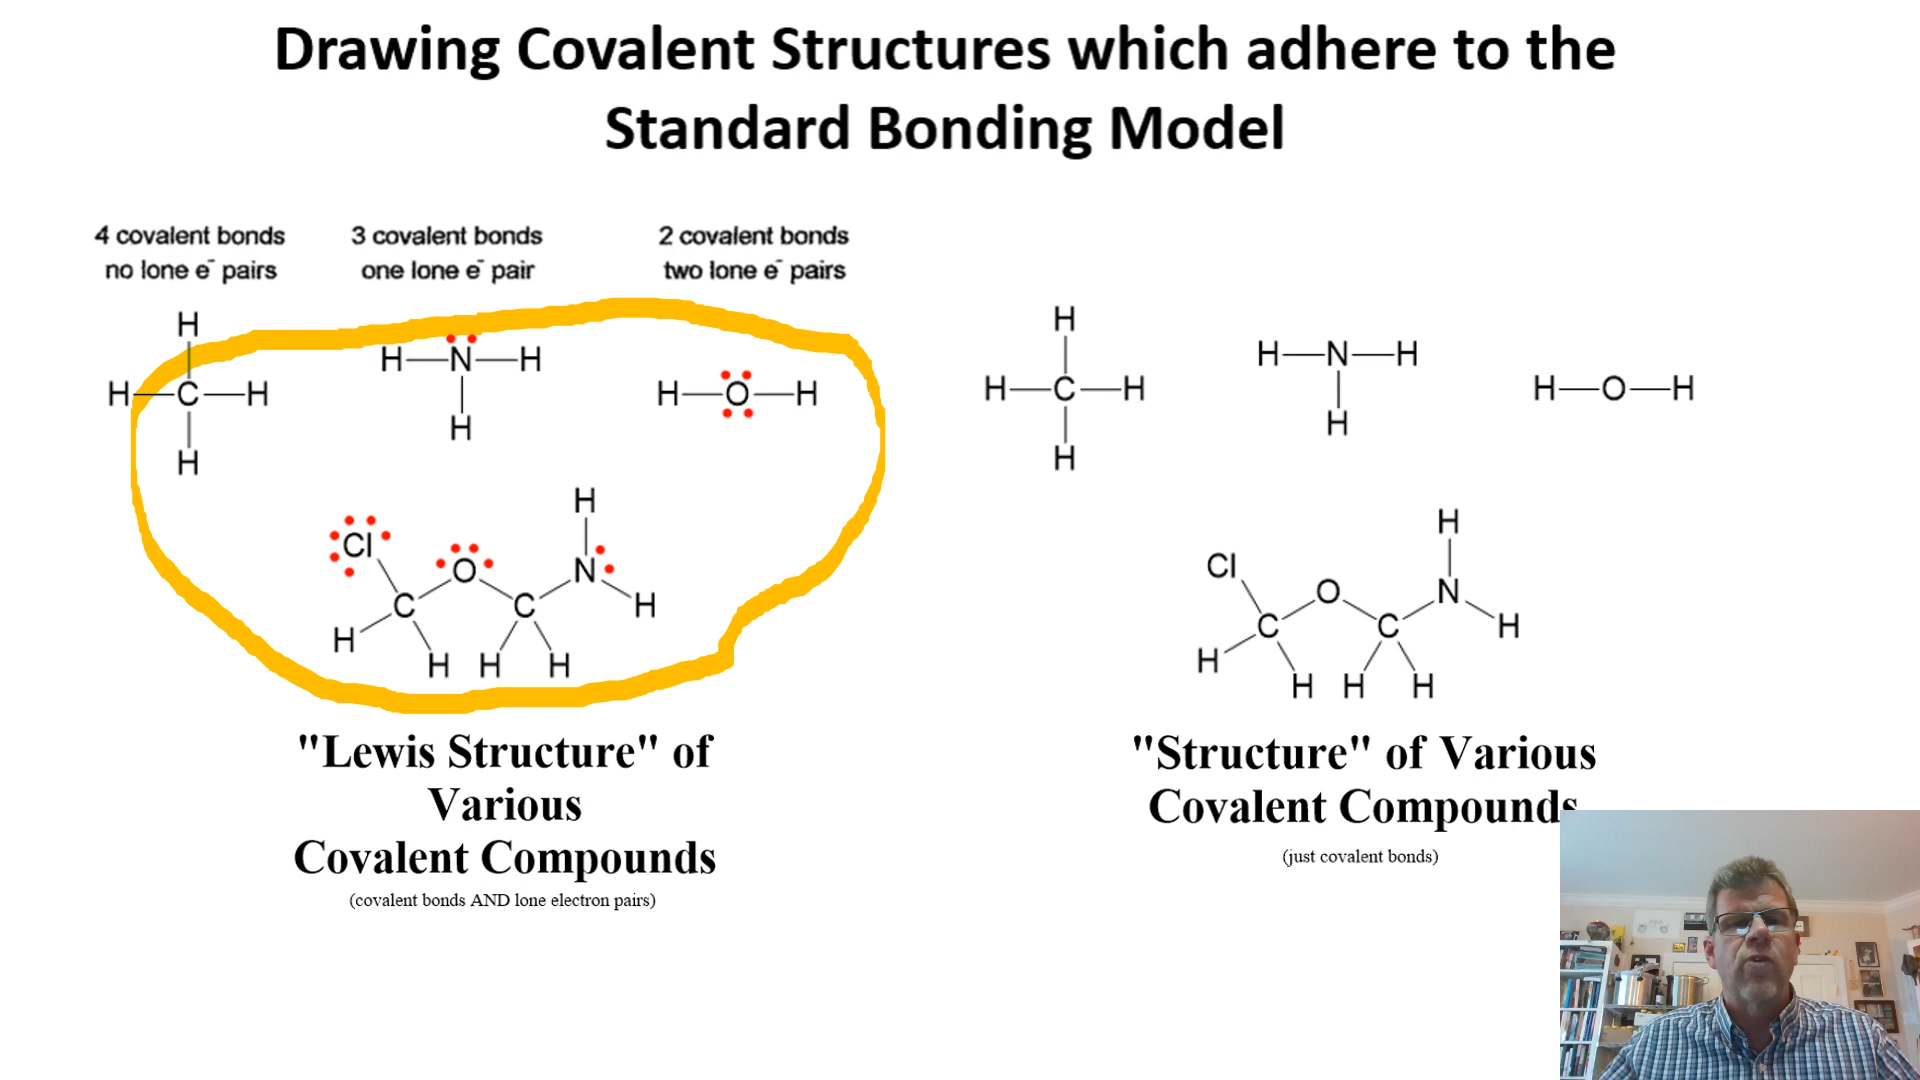 Drawing Covalent Structures which adhere to the
Standard Bonding Model
4 covalent bonds
no lone e⁻ pairs
3 covalent bonds
one lone e⁻ pair
2 covalent bonds
two lone e⁻ pairs
H
H—C—H
H
H—N—H
H
H—O—H
H
Cl O N
C C H
H
H H H
"Lewis Structure" of
Various
Covalent Compounds
(covalent bonds AND lone electron pairs)
H
H—C—H
H
H—N—H
H
H—O—H
H
Cl O N
C C H
H
H H H
"Structure" of Various
Covalent Compounds
(just covalent bonds)